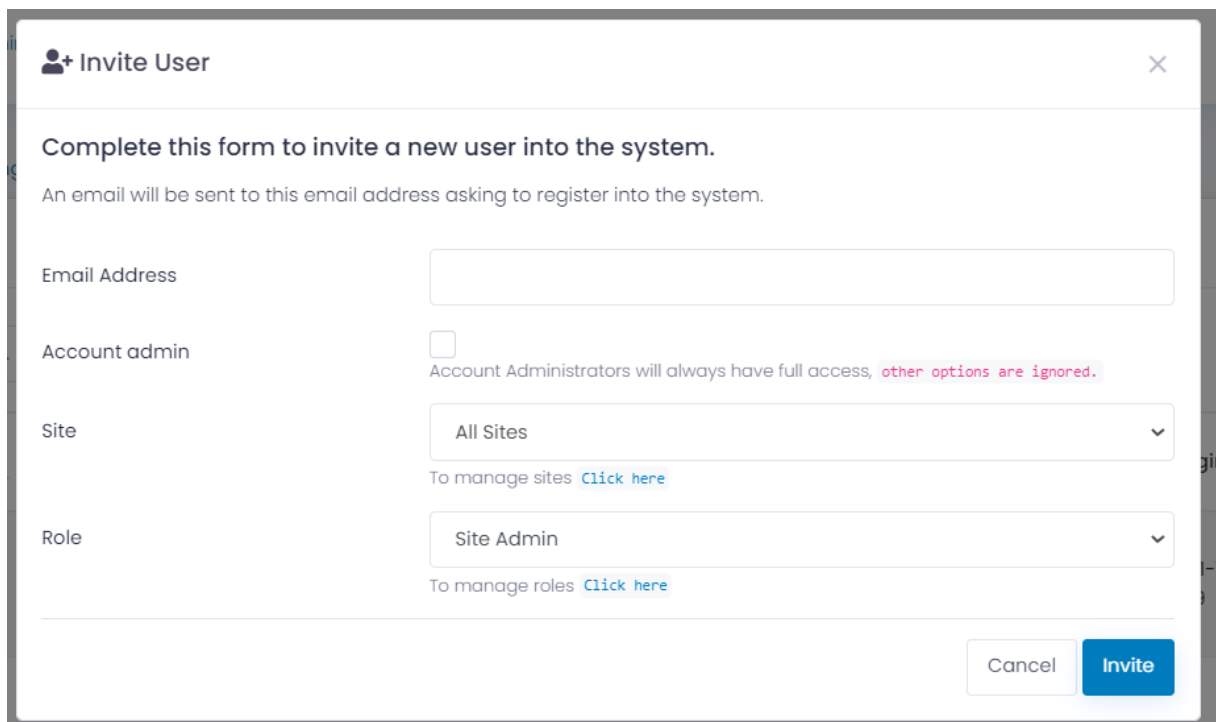 Invite User
Complete this form to invite a new user into the system.
An email will be sent to this email address asking to register into the system.
Email Address
Account admin
Account Administrators will always have full access, other options are ignored.
Site
All Sites
To manage sites Click here
Role
Site Admin
To manage roles Click here
Cancel
Invite